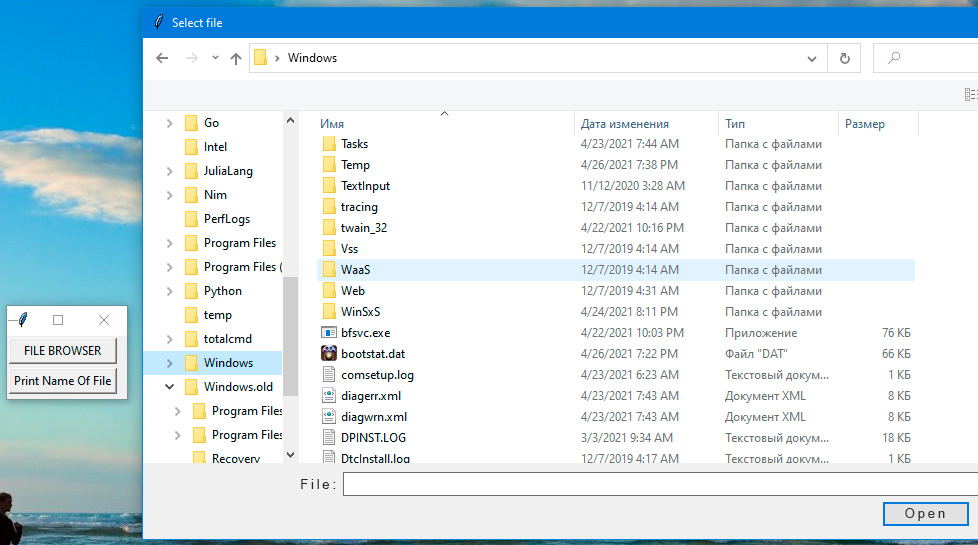 Select file
Windows
Имя Дата изменения Тип Размер
Go
Intel
JuliaLang
Nim
PerfLogs
Program Files
Program Files (
Python
temp
totalcmd
Windows
Windows.old
Program Files
Program Files
Recovery
Tasks 4/23/2021 7:44 AM Папка с файлами
Temp 4/26/2021 7:38 PM Папка с файлами
TextInput 11/12/2020 3:28 AM Папка с файлами
tracing 12/7/2019 4:14 AM Папка с файлами
twain_32 4/22/2021 10:16 PM Папка с файлами
Vss 12/7/2019 4:14 AM Папка с файлами
WaaS 12/7/2019 4:14 AM Папка с файлами
Web 12/7/2019 4:31 AM Папка с файлами
WinSxS 4/24/2021 8:11 PM Папка с файлами
bfsvc.exe 4/22/2021 10:03 PM Приложение 76 КБ
bootstat.dat 4/26/2021 7:22 PM Файл "DAT" 66 КБ
comsetup.log 4/23/2021 6:23 AM Текстовый докум... 1 КБ
diagerr.xml 4/23/2021 7:43 AM Документ XML 8 КБ
diagwrn.xml 4/23/2021 7:43 AM Документ XML 8 КБ
DPINST.LOG 3/3/2021 9:34 AM Текстовый докум... 18 КБ
DtcInstall.log 12/7/2019 4:17 AM Текстовый докум... 1 КБ
File:
Open
FILE BROWSER
Print Name Of File